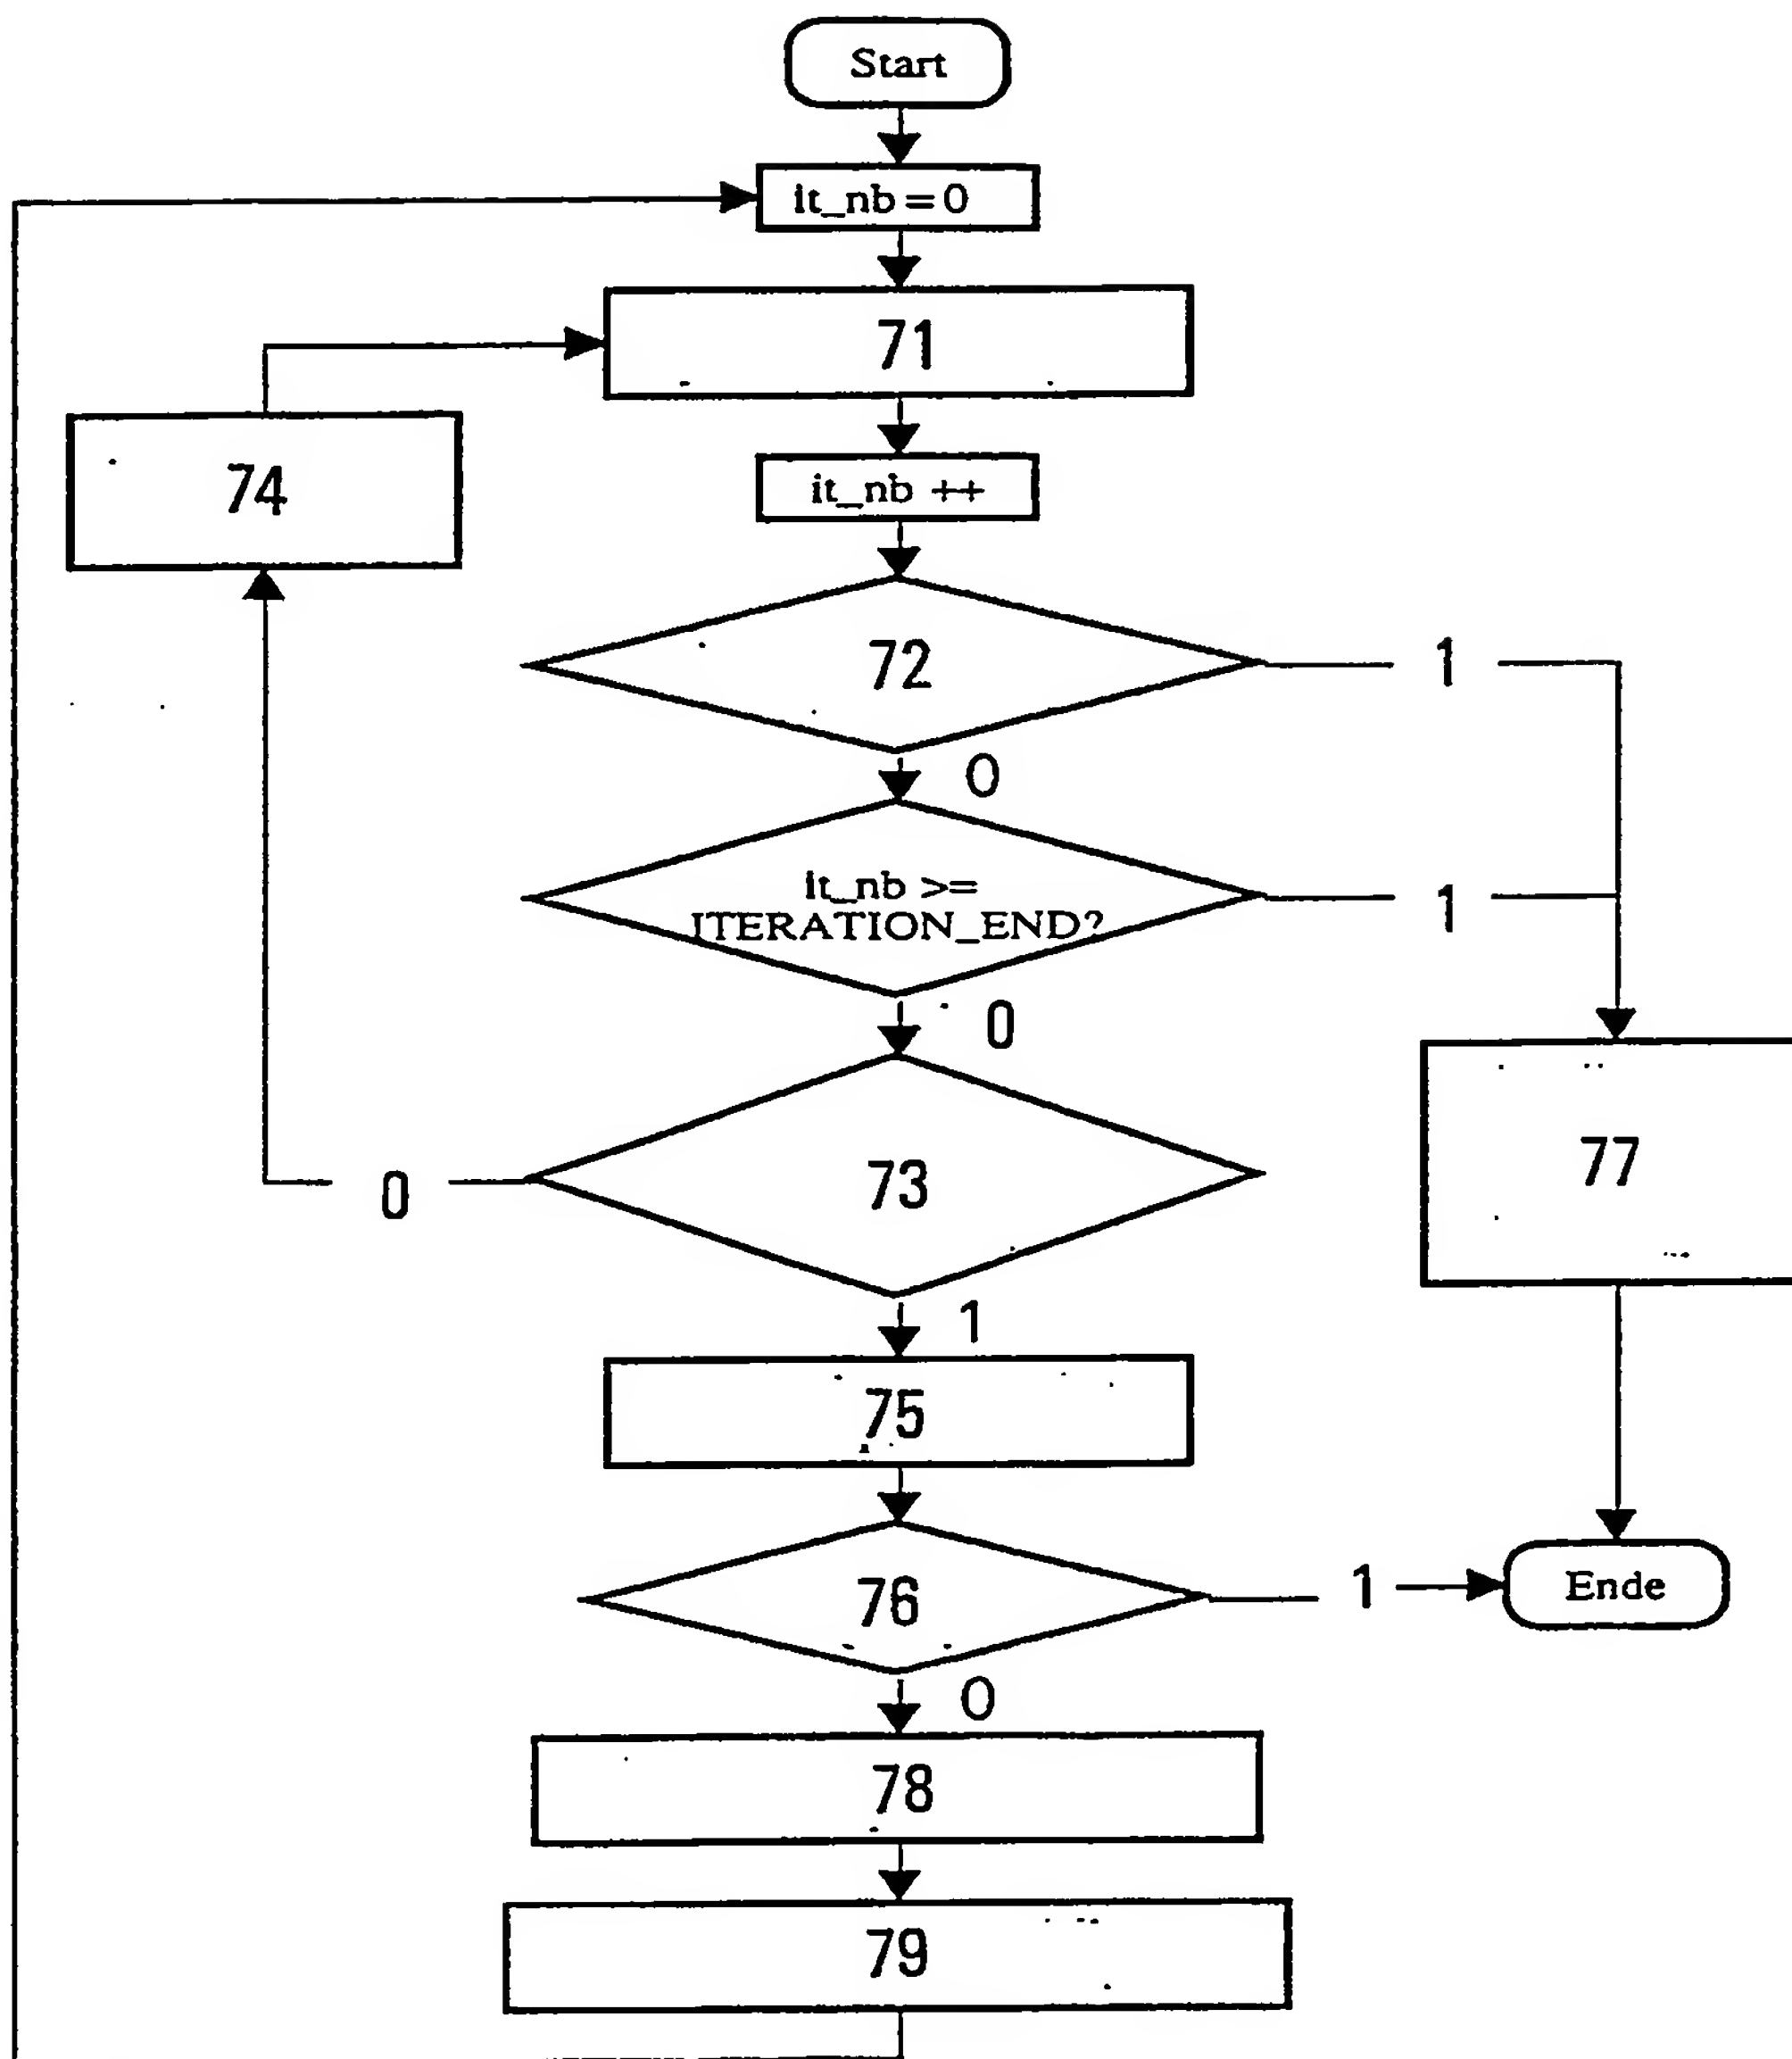 Start
it_nb = 0
71
74
it_nb ++
72
1
0
it_nb >=
ITERATION_END?
1
0
73
0
77
1
75
76
1
Ende
0
78
79